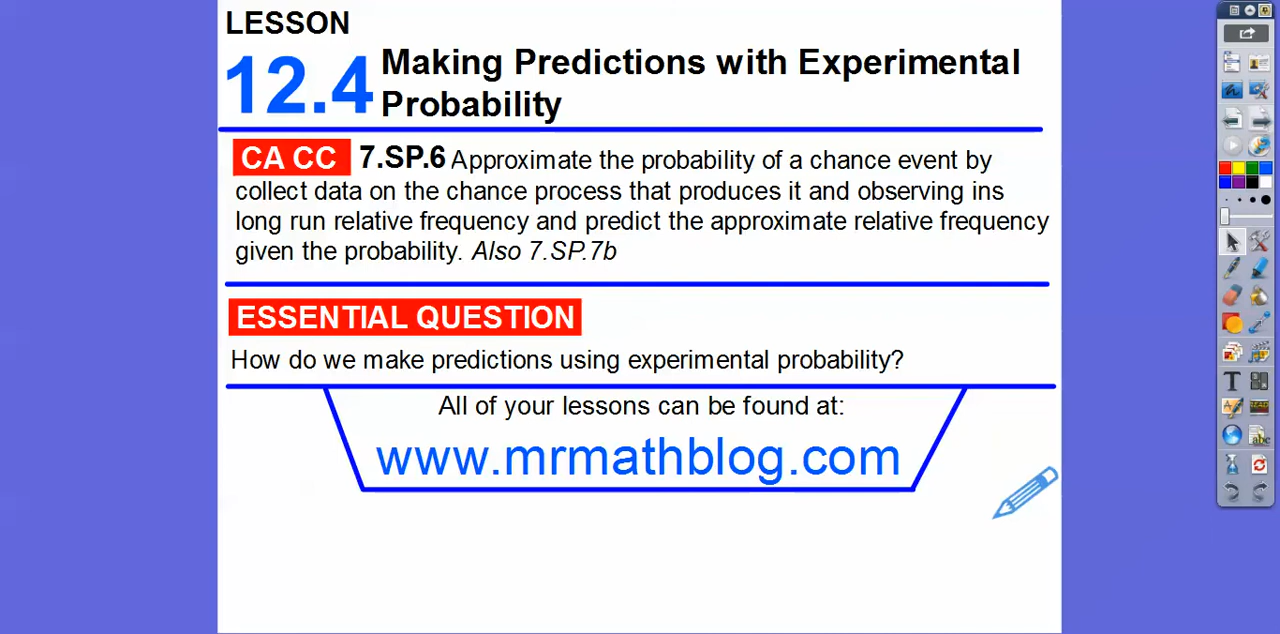 LESSON
12.4 Making Predictions with Experimental
Probability
CA CC 7.SP.6 Approximate the probability of a chance event by
collect data on the chance process that produces it and observing ins
long run relative frequency and predict the approximate relative frequency
given the probability. Also 7.SP.7b
ESSENTIAL QUESTION
How do we make predictions using experimental probability?
All of your lessons can be found at:
www.mrmathblog.com